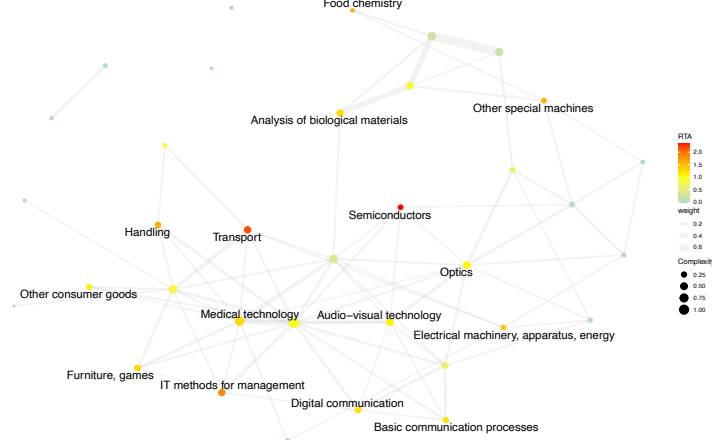 Food chemistry
Other special machines
Analysis of biological materials
RTA
2.0
1.5
1.0
0.5
0.0
weight
0.2
0.4
0.6
Complexity
0.25
0.50
0.75
1.00
Semiconductors
Handling
Transport
Optics
Other consumer goods
Medical technology
Audio−visual technology
Electrical machinery, apparatus, energy
Furniture, games
IT methods for management
Digital communication
Basic communication processes